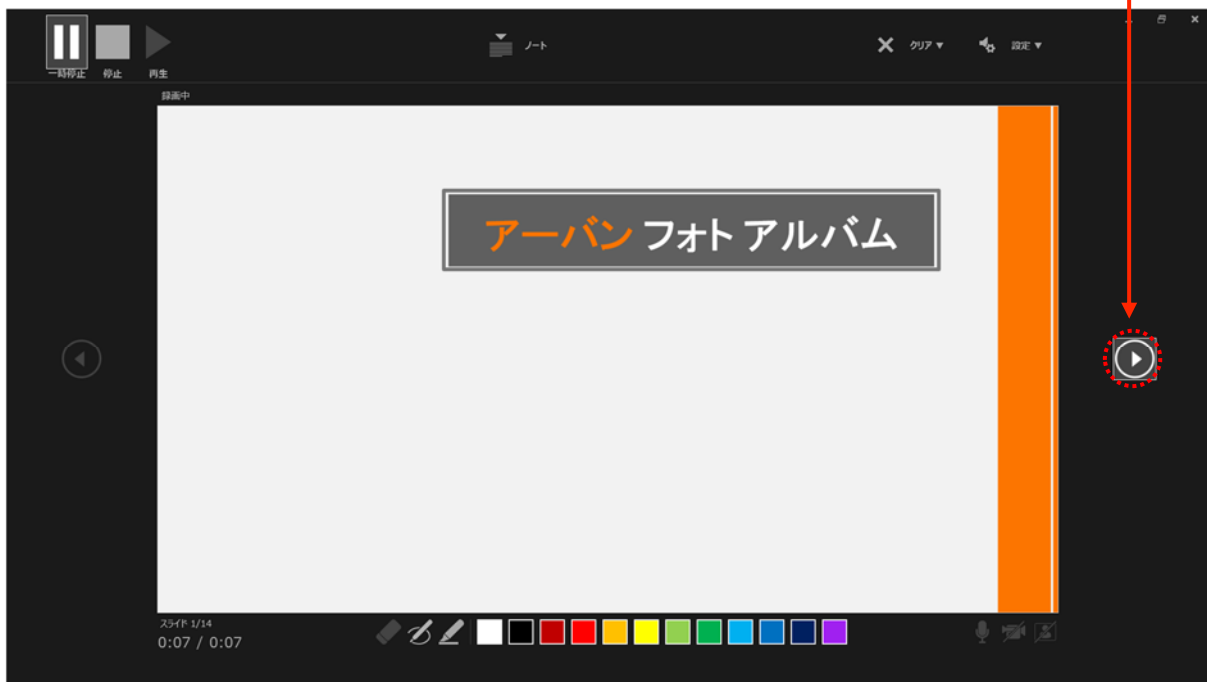 ノート
クリア
設定
一時停止 停止 再生
録画中
アーバン フォト アルバム
スライド 1/14
0:07 / 0:07